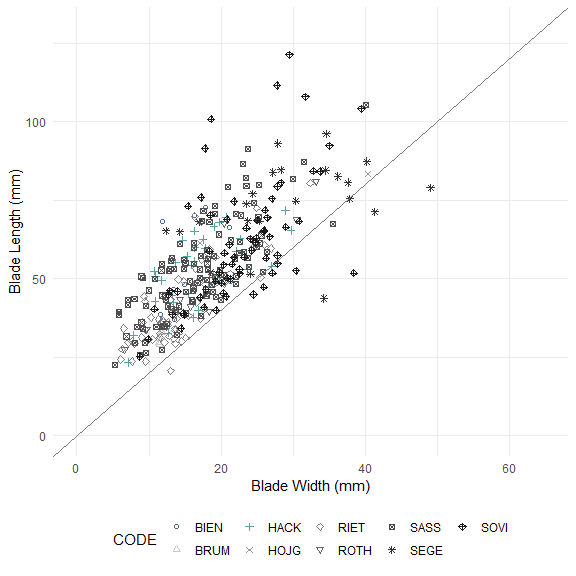 100
50
0
Blade Length (mm)
0 20 40 60
Blade Width (mm)
CODE
BIEN HACK RIET SASS SOVI
BRUM HOJG ROTH SEGE